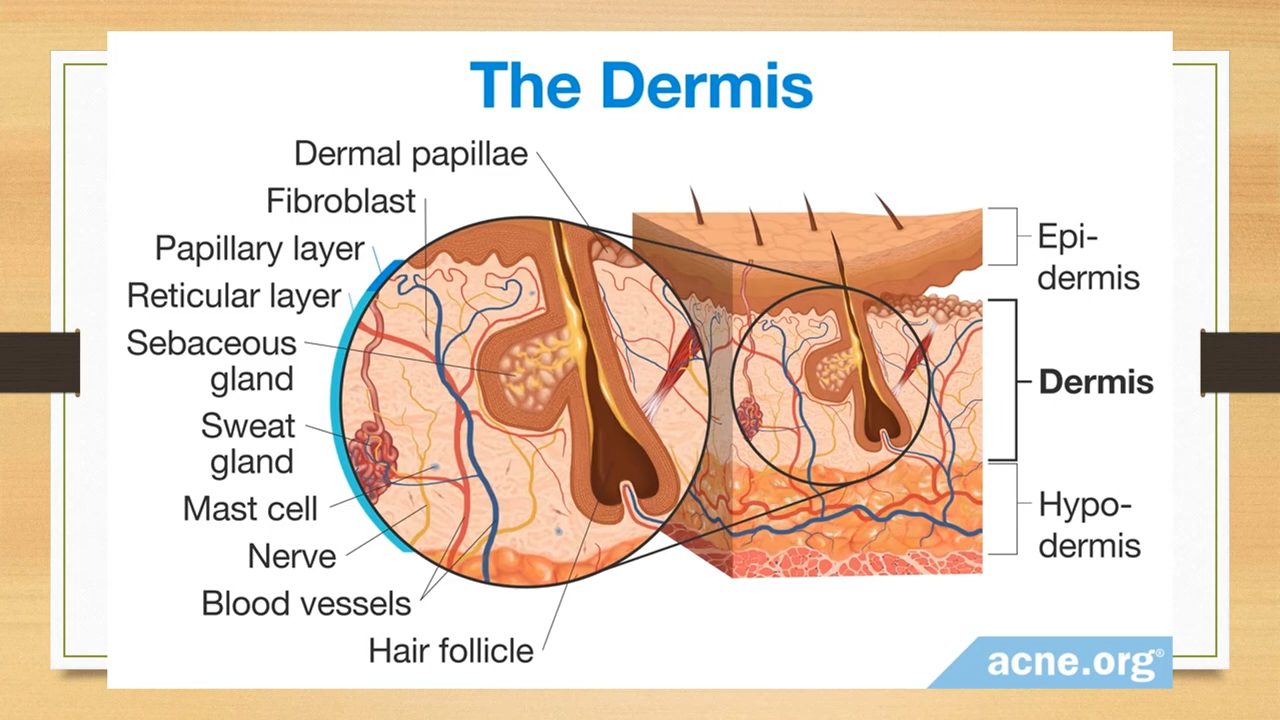 The Dermis
Dermal papillae
Fibroblast
Papillary layer
Reticular layer
Sebaceous
gland
Sweat
gland
Mast cell
Nerve
Blood vessels
Hair follicle
Epi-
dermis
Dermis
Hypo-
dermis
acne.org®